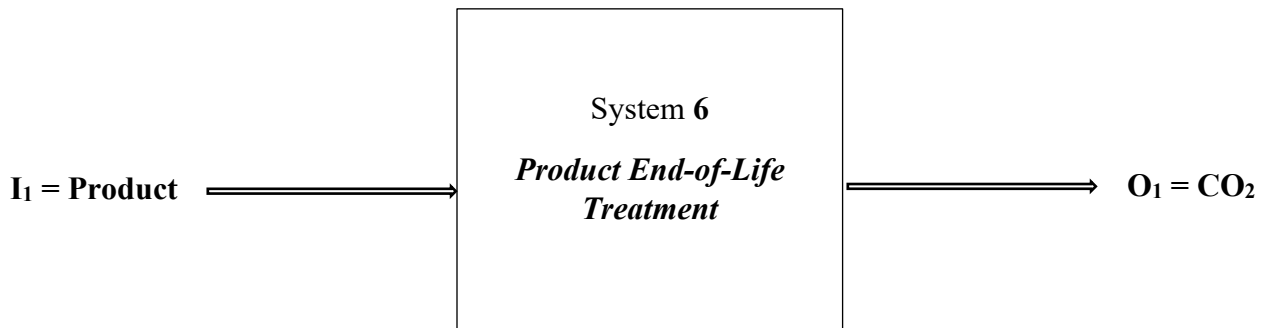 System 6
Product End-of-Life
Treatment
I₁ = Product
O₁ = CO₂